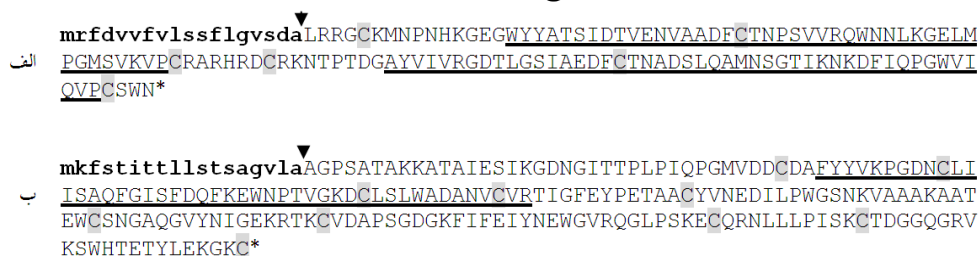 mrfdvvfvlssflgvsdaLRRGCKMNPNHKGEGWYYATSIDTVENVAADFCTNPSVVRQWNNLKGELM
الف PGMSVKVPCRARHRDCRKNTPTDGAYVIVRGDTLGSIAEDFCTNADSLQAMNSGTIKNKDFIQPGWVI
QVPCSWN*
mkfstittllstsagvlaAGPSATAKKATAIESIKGDNGITTPLPIQPGMVDDCDAFYYVKPGDNCLI
ب ISAQFGISFDQFKEWNPTVGKDCLSLWADANVCVRTIGFEYPETAACYVNEDILPWGSNKVAAAKAAT
EWCSNGAQGVYNIGEKRTKCVDAPSGDGKFIFEIYNEWGVRQGLPSKECQRNLLLPISKCTDGGQGRV
KSWHTETYLEKGKC*